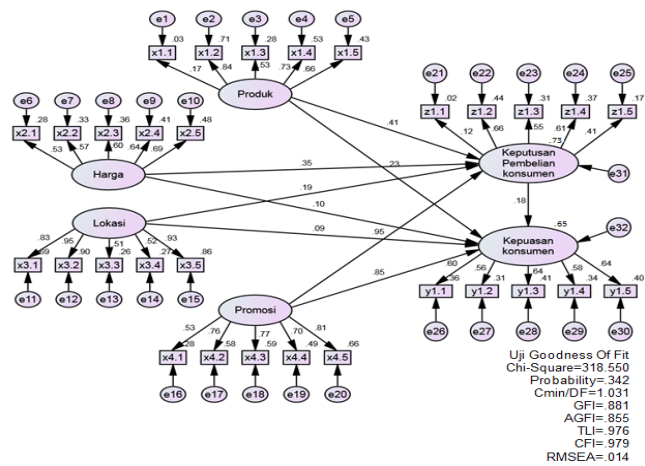 e1 e2 e3 e4 e5
.03 .71 .28 .53 .43
x1.1 x1.2 x1.3 x1.4 x1.5
.17 .84 .53 .73 .66
Produk
e6 e7 e8 e9 e10
.28 .33 .36 .41 .48
x2.1 x2.2 x2.3 x2.4 x2.5
.53 .57 .60 .64 .69
Harga
e21 e22 e23 e24 e25
.02 .44 .31 .37 .17
z1.1 z1.2 z1.3 z1.4 z1.5
.12 .66 .55 .61 .41
.73
Keputusan
Pembelian
konsumen
e31
.41
.35 .23
.19
.10
.09 .95
.85
.18
Lokasi
.83 .95 .51 .52 .93
.69 .90 .26 .27 .86
x3.1 x3.2 x3.3 x3.4 x3.5
e11 e12 e13 e14 e15
.65
Kepuasan
konsumen
e32
.60 .56 .64 .58 .64
.36 .31 .41 .34 .40
y1.1 y1.2 y1.3 y1.4 y1.5
e26 e27 e28 e29 e30
Promosi
.53 .76 .77 .70 .81
.28 .58 .59 .49 .66
x4.1 x4.2 x4.3 x4.4 x4.5
e16 e17 e18 e19 e20
Uji Goodness Of Fit
Chi-Square=318.550
Probability=.342
Cmin/DF=1.031
GFI=.881
AGFI=.855
TLI=.976
CFI=.979
RMSEA=.014